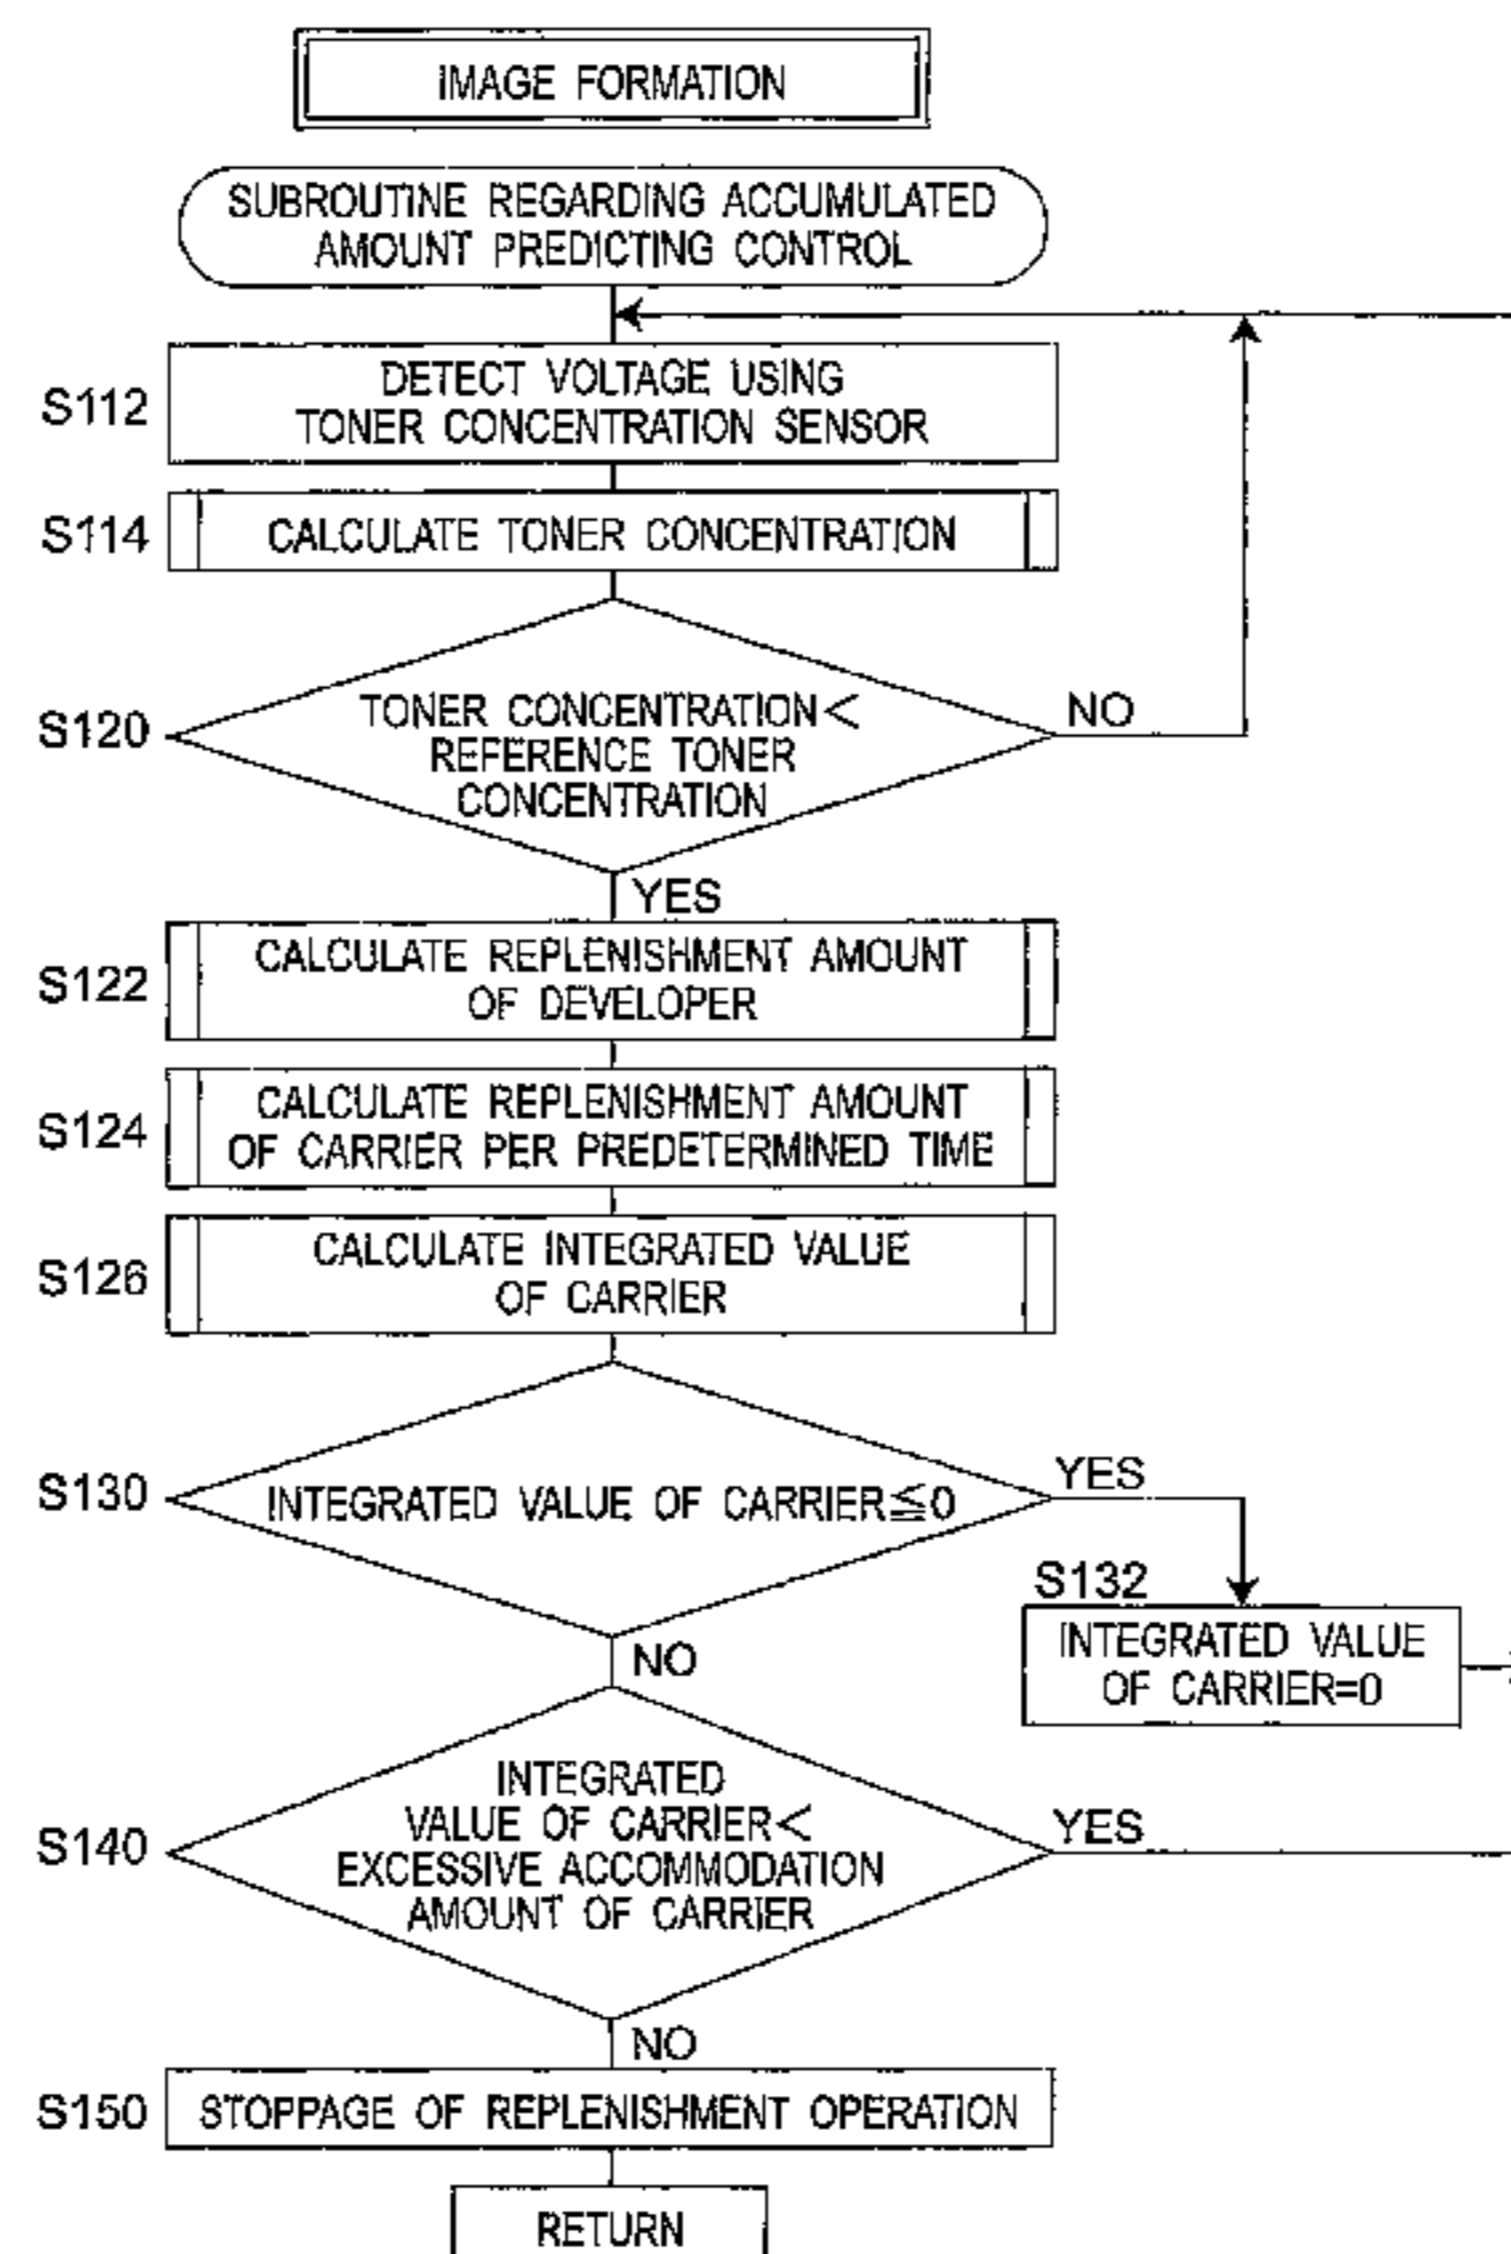 IMAGE FORMATION
SUBROUTINE REGARDING ACCUMULATED
AMOUNT PREDICTING CONTROL
S112
DETECT VOLTAGE USING
TONER CONCENTRATION SENSOR
S114
CALCULATE TONER CONCENTRATION
S120
TONER CONCENTRATION<
REFERENCE TONER
CONCENTRATION
NO
YES
S122
CALCULATE REPLENISHMENT AMOUNT
OF DEVELOPER
S124
CALCULATE REPLENISHMENT AMOUNT
OF CARRIER PER PREDETERMINED TIME
S126
CALCULATE INTEGRATED VALUE
OF CARRIER
S130
INTEGRATED VALUE OF CARRIER≦0
YES
S132
INTEGRATED VALUE
OF CARRIER=0
NO
S140
INTEGRATED
VALUE OF CARRIER<
EXCESSIVE ACCOMMODATION
AMOUNT OF CARRIER
YES
NO
S150
STOPPAGE OF REPLENISHMENT OPERATION
RETURN